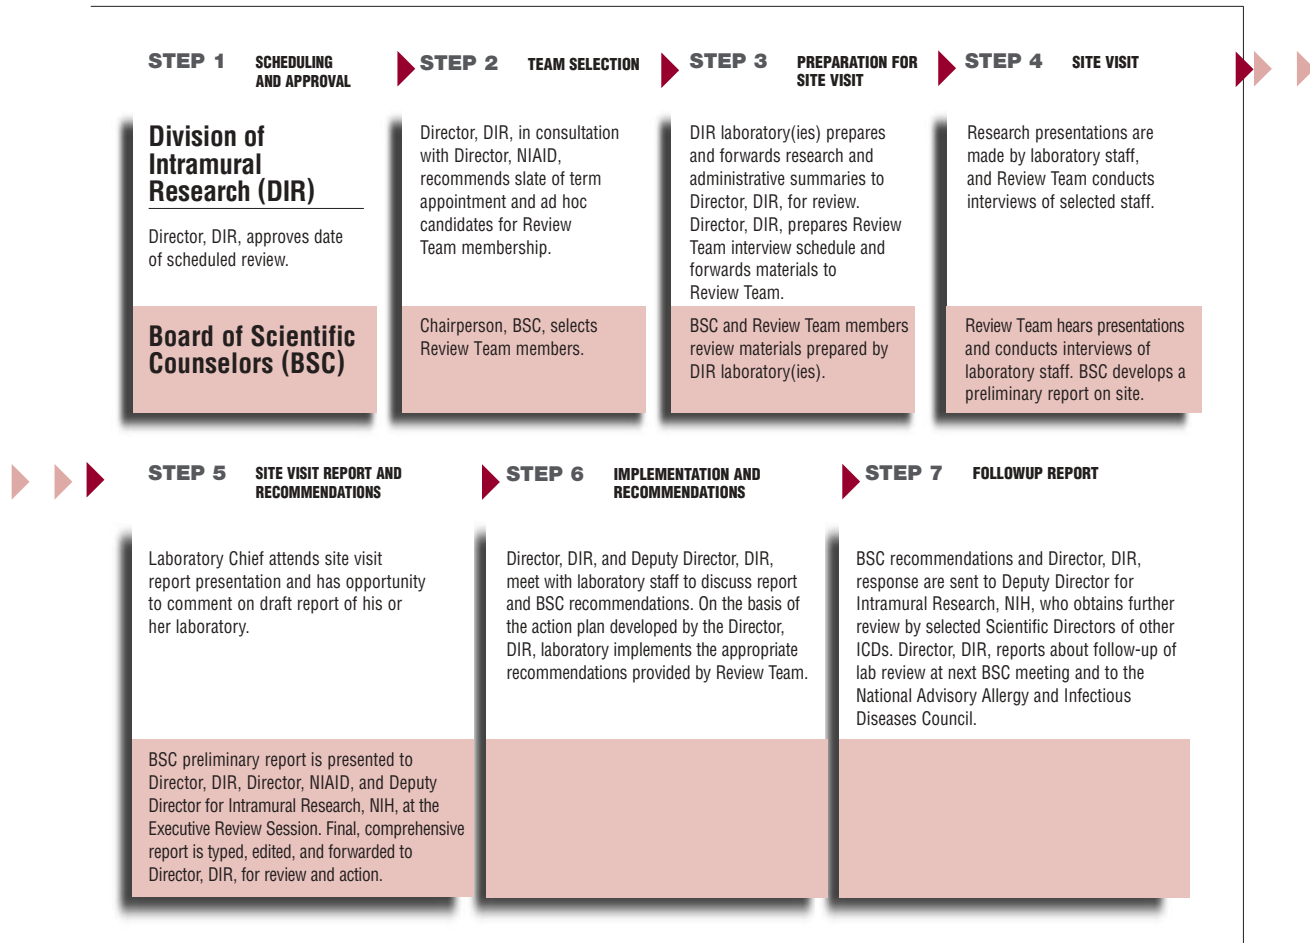 STEP 1 SCHEDULING
AND APPROVAL
Division of
Intramural
Research (DIR)
Director, DIR, approves date
of scheduled review.
Board of Scientific
Counselors (BSC)
STEP 2 TEAM SELECTION
Director, DIR, in consultation
with Director, NIAID,
recommends slate of term
appointment and ad hoc
candidates for Review
Team membership.
Chairperson, BSC, selects
Review Team members.
STEP 3 PREPARATION FOR
SITE VISIT
DIR laboratory(ies) prepares
and forwards research and
administrative summaries to
Director, DIR, for review.
Director, DIR, prepares Review
Team interview schedule and
forwards materials to
Review Team.
BSC and Review Team members
review materials prepared by
DIR laboratory(ies).
STEP 4 SITE VISIT
Research presentations are
made by laboratory staff,
and Review Team conducts
interviews of selected staff.
Review Team hears presentations
and conducts interviews of
laboratory staff. BSC develops a
preliminary report on site.
STEP 5 SITE VISIT REPORT AND
RECOMMENDATIONS
Laboratory Chief attends site visit
report presentation and has opportunity
to comment on draft report of his or
her laboratory.
BSC preliminary report is presented to
Director, DIR, Director, NIAID, and Deputy
Director for Intramural Research, NIH, at the
Executive Review Session. Final, comprehensive
report is typed, edited, and forwarded to
Director, DIR, for review and action.
STEP 6 IMPLEMENTATION AND
RECOMMENDATIONS
Director, DIR, and Deputy Director, DIR,
meet with laboratory staff to discuss report
and BSC recommendations. On the basis of
the action plan developed by the Director,
DIR, laboratory implements the appropriate
recommendations provided by Review Team.
STEP 7 FOLLOWUP REPORT
BSC recommendations and Director, DIR,
response are sent to Deputy Director for
Intramural Research, NIH, who obtains further
review by selected Scientific Directors of other
ICDs. Director, DIR, reports about follow-up of
lab review at next BSC meeting and to the
National Advisory Allergy and Infectious
Diseases Council.